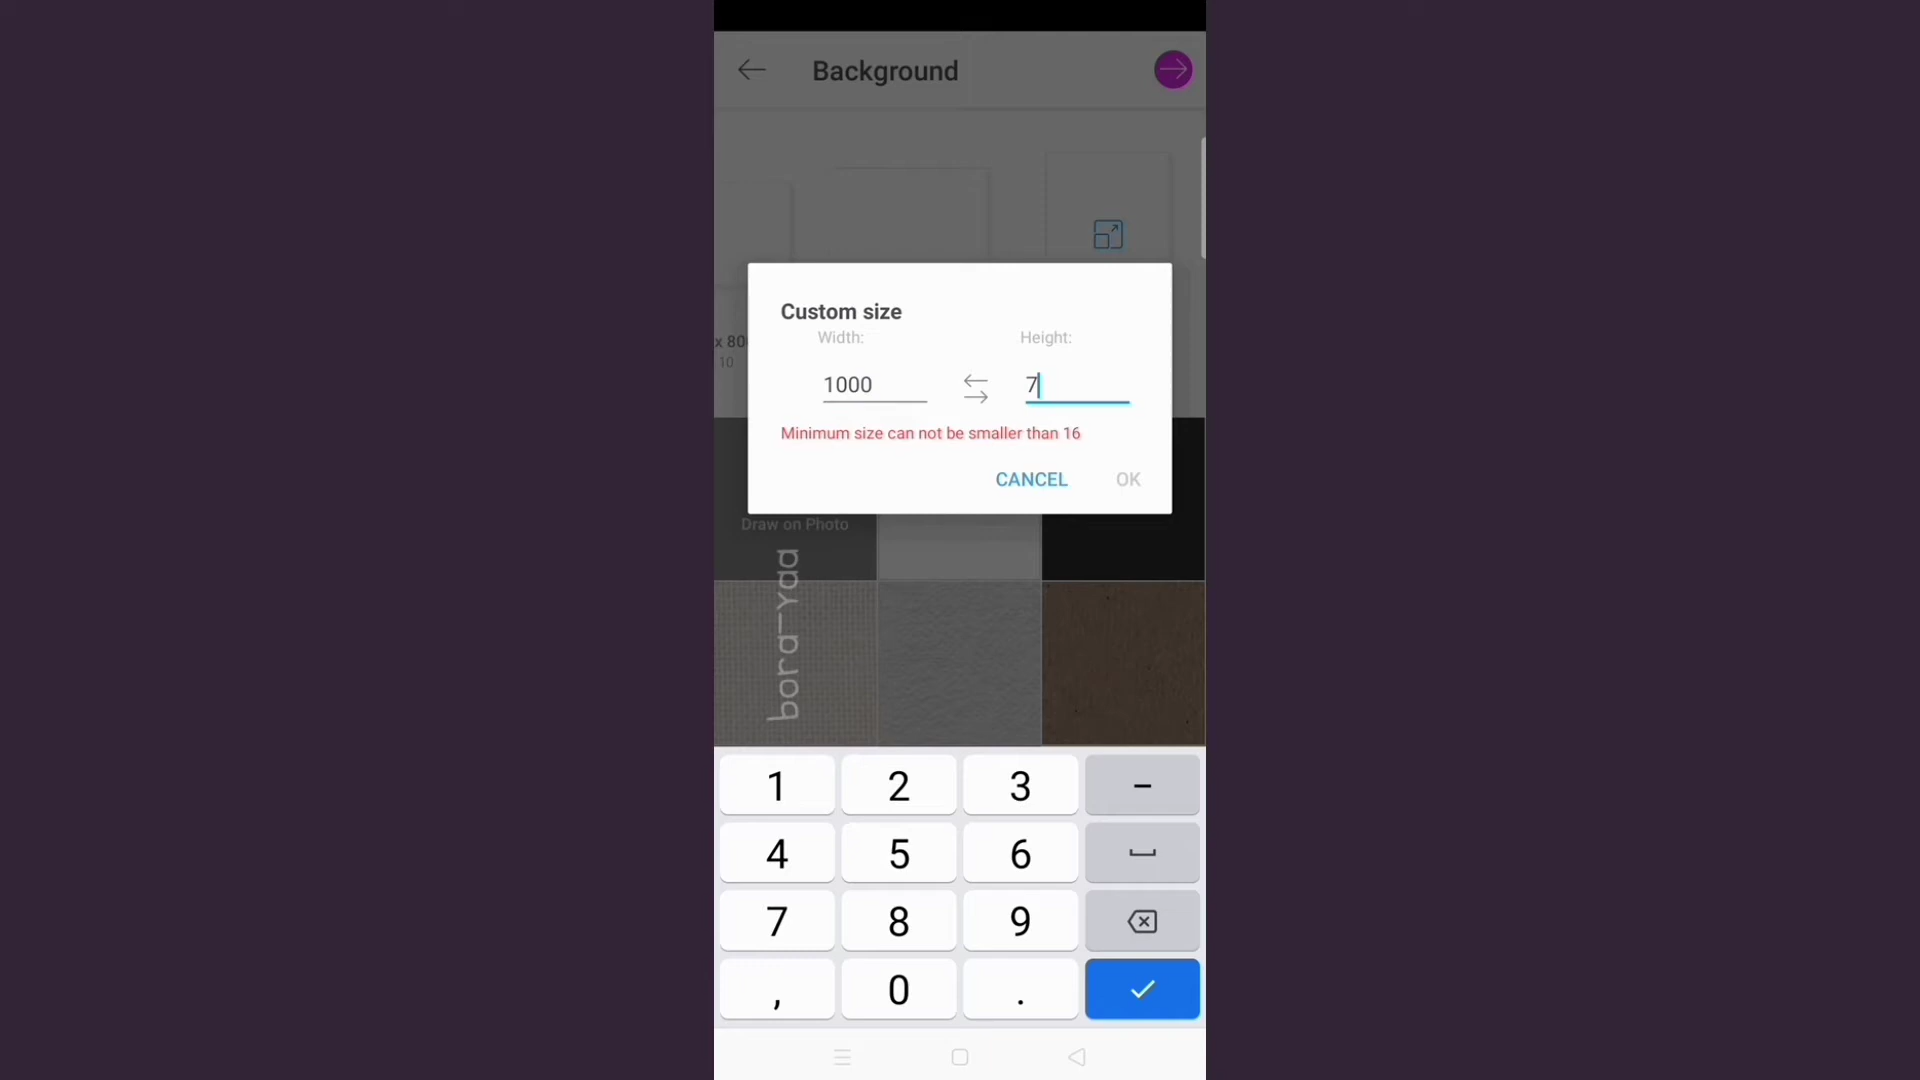 Background
Custom size
Width:
Height:
1000
7
Minimum size can not be smaller than 16
CANCEL
OK
x 80
10
Draw on Photo
bora-yaa
1
2
3
-
4
5
6
7
8
9
,
0
.